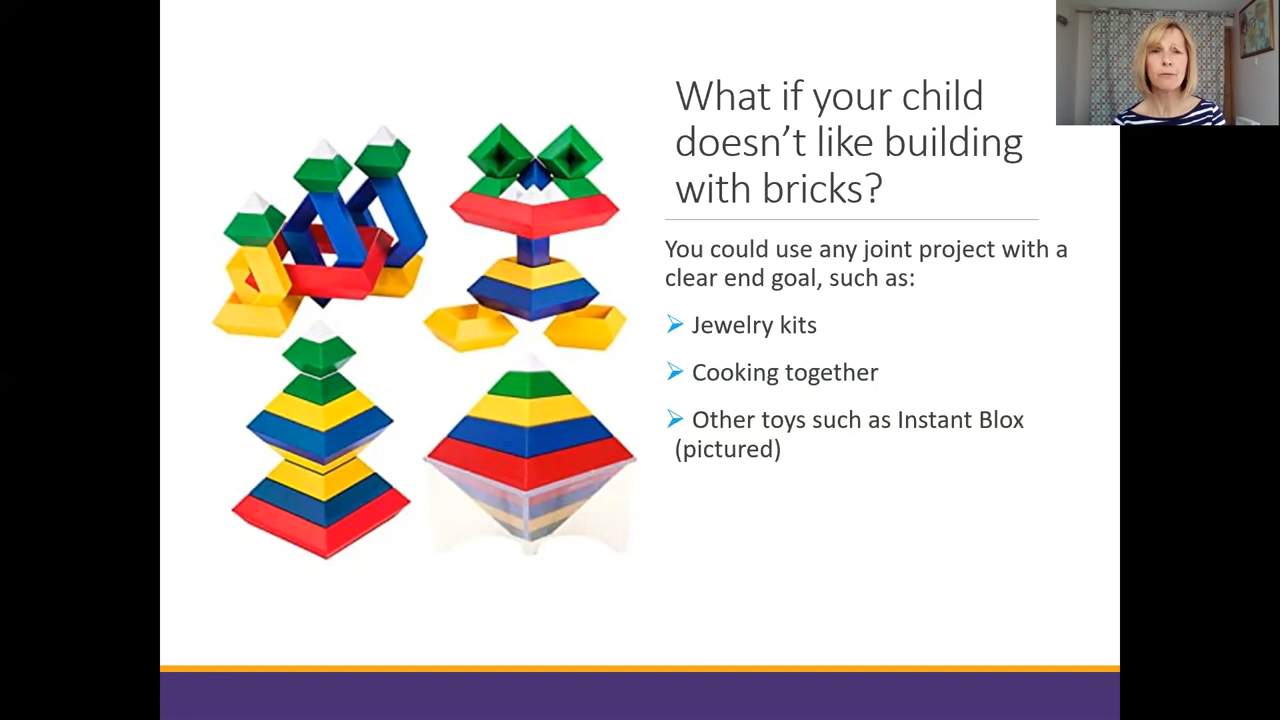 What if your child
doesn’t like building
with bricks?
You could use any joint project with a
clear end goal, such as:
➢ Jewelry kits
➢ Cooking together
➢ Other toys such as Instant Blox
(pictured)